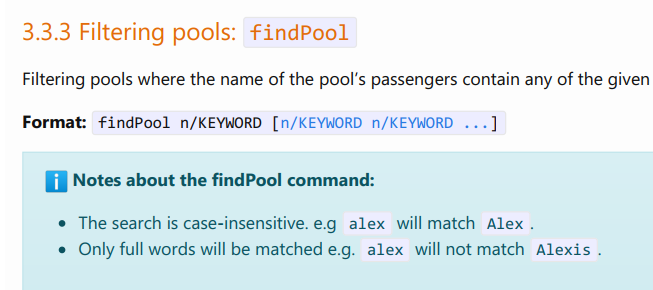 3.3.3 Filtering pools: findPool
Filtering pools where the name of the pool’s passengers contain any of the given
Format: findPool n/KEYWORD [n/KEYWORD n/KEYWORD ...]
i Notes about the findPool command:
• The search is case-insensitive. e.g alex will match Alex .
• Only full words will be matched e.g. alex will not match Alexis .